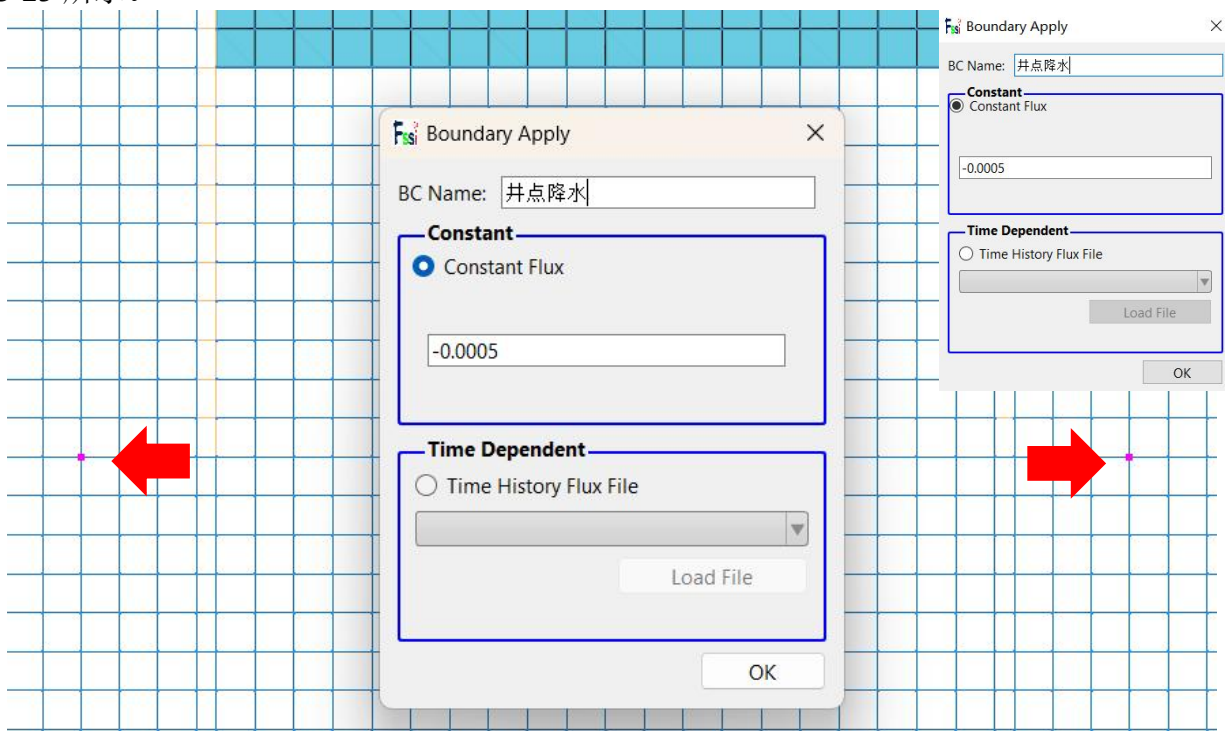 Boundary Apply
BC Name: 井点降水
Constant
Constant Flux
-0.0005
Time Dependent
Time History Flux File
Load File
OK
Boundary Apply
BC Name: 井点降水
Constant
Constant Flux
-0.0005
Time Dependent
Time History Flux File
Load File
OK